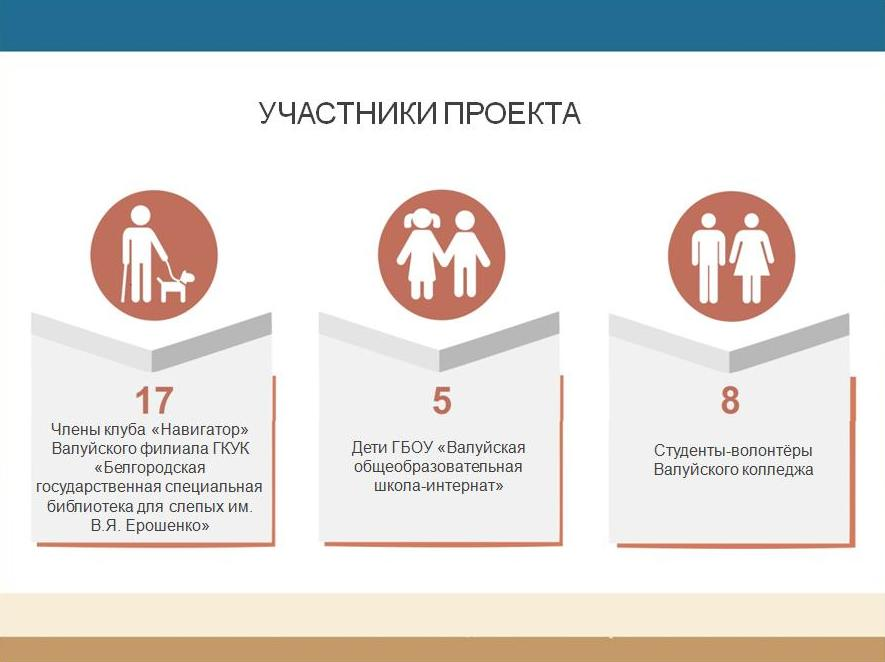 УЧАСТНИКИ ПРОЕКТА
17
Члены клуба «Навигатор»
Валуйского филиала ГКУК
«Белгородская
государственная специальная
библиотека для слепых им.
В.Я. Ерошенко»
5
Дети ГБОУ «Валуйская
общеобразовательная
школа-интернат»
8
Студенты-волонтёры
Валуйского колледжа